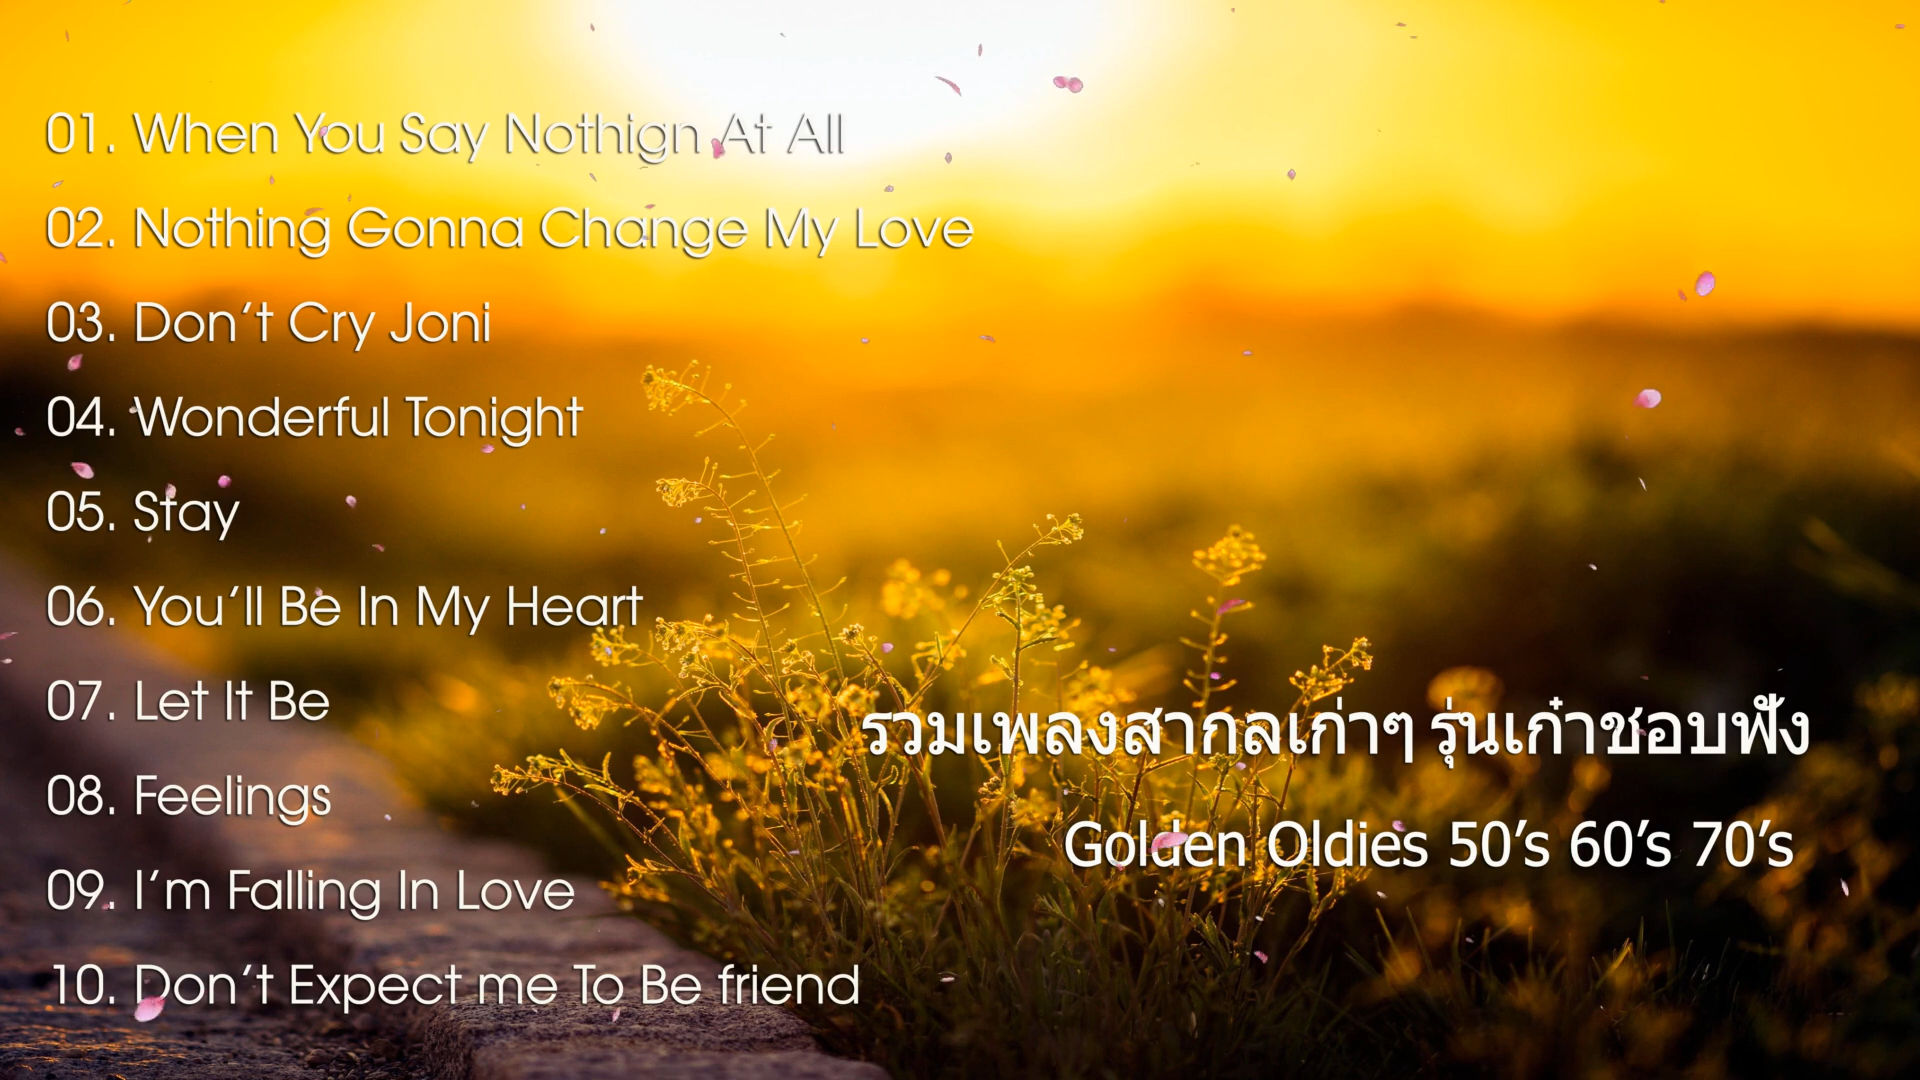 01. When You Say Nothign At All
02. Nothing Gonna Change My Love
03. Don't Cry Joni
04. Wonderful Tonight
05. Stay
06. You'll Be In My Heart
07. Let It Be
08. Feelings
09. I'm Falling In Love
10. Don't Expect me To Be friend
รวมเพลงสากลเก่าๆ รุ่นเก๋าชอบฟัง
Golden Oldies 50's 60's 70's